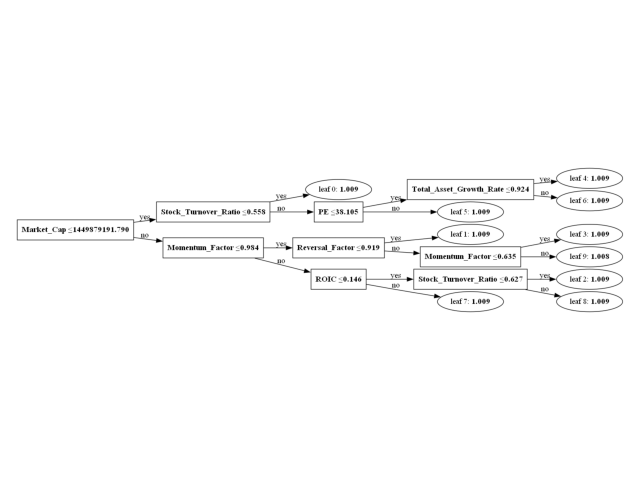 Market_Cap ≤1449879191.790
yes
no
Stock_Turnover_Ratio ≤0.558
yes
no
leaf 0: 1.009
PE ≤38.105
yes
no
Total_Asset_Growth_Rate ≤0.924
yes
no
leaf 4: 1.009
leaf 6: 1.009
leaf 5: 1.009
Momentum_Factor ≤0.984
yes
no
Reversal_Factor ≤0.919
yes
no
leaf 1: 1.009
Momentum_Factor ≤0.635
yes
no
leaf 3: 1.009
leaf 9: 1.008
ROIC ≤0.146
yes
no
Stock_Turnover_Ratio ≤0.627
yes
no
leaf 2: 1.009
leaf 8: 1.009
leaf 7: 1.009